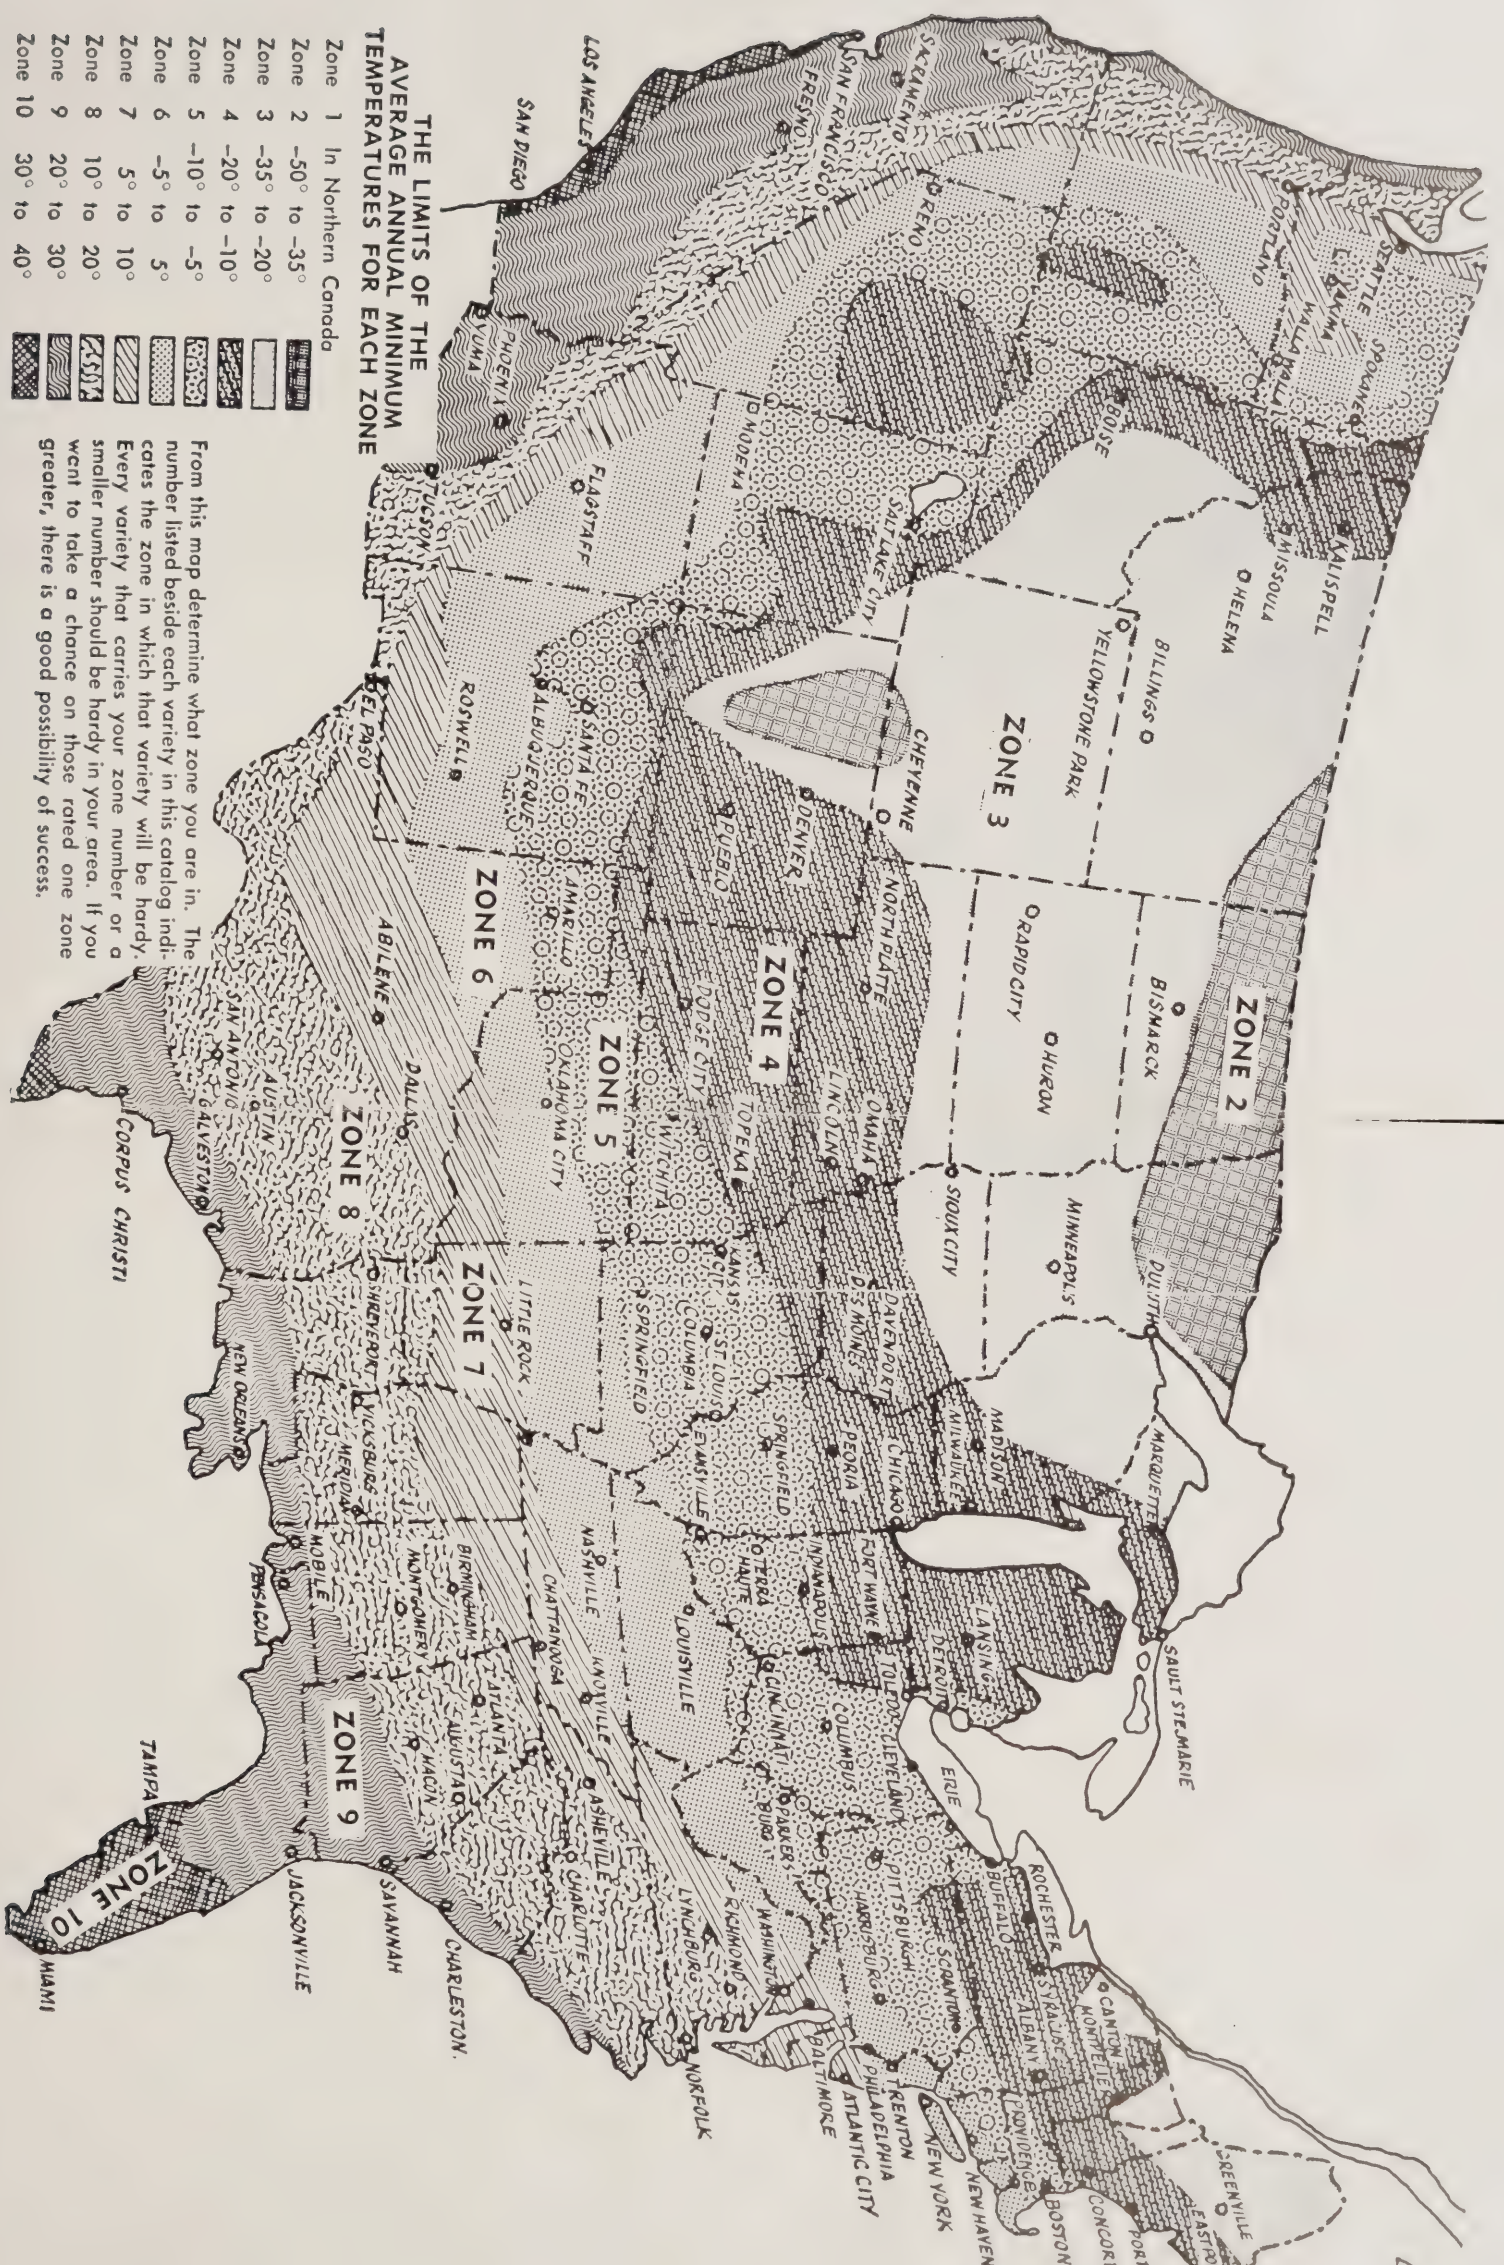 THE LIMITS OF THE
AVERAGE ANNUAL MINIMUM
TEMPERATURES FOR EACH ZONE
Zone 1 In Northern Canada
Zone 2 -50° to -35°
Zone 3 -35° to -20°
Zone 4 -20° to -10°
Zone 5 -10° to -5°
Zone 6 -5° to 5°
Zone 7 5° to 10°
Zone 8 10° to 20°
Zone 9 20° to 30°
Zone 10 30° to 40°
From this map determine what zone you are in. The
number listed beside each variety in this catalog indi-
cates the zone in which that variety will be hardy.
Every variety that carries your zone number or a
smaller number should be hardy in your area. If you
want to take a chance on those rated one zone
greater, there is a good possibility of success.
SEATTLE
SPOKANE
YAKIMA
WALLA WALLA
PORTLAND
KALISPELL
MISSOULA
HELENA
BILLINGS
YELLOWSTONE PARK
BOISE
SACRAMENTO
SAN FRANCISCO
FRESNO
RENO
LOS ANGELES
SAN DIEGO
YUMA
PHOENIX
TUCSON
FLAGSTAFF
MODENA
SALT LAKE CITY
CHEYENNE
DENVER
PUEBLO
SANTA FE
ALBUQUERQUE
ROSWELL
EL PASO
ZONE 2
ZONE 3
ZONE 4
ZONE 5
ZONE 6
ZONE 7
ZONE 8
ZONE 9
ZONE 10
BISMARCK
RAPID CITY
HURON
NORTH PLATTE
OMAHA
LINCOLN
TOPEKA
DODGE CITY
WITCHITA
AMARILLO
OKLAHOMA CITY
ABILENE
DALLAS
SAN ANTONIO
AUSTIN
GALVESTON
CORPUS CHRISTI
DULUTH
MINNEAPOLIS
SIOUX CITY
DES MOINES
DAVENPORT
KANSAS
CITY
COLUMBIA
ST LOUIS
SPRINGFIELD
LITTLE ROCK
SHREVEPORT
NEW ORLEANS
VICKSBURG
MERIDIAN
MARQUETTE
SAULT STE.MARIE
MADISON
MILWAUKEE
CHICAGO
PEORIA
SPRINGFIELD
EVANSVILLE
TERRA
HAUTE
INDIANAPOLIS
FORT WAYNE
LANSING
DETROIT
TOLEDO
CLEVELAND
COLUMBUS
CINCINNATI
LOUISVILLE
NASHVILLE
KNOXVILLE
CHATTANOUGA
BIRMINGHAM
MONTGOMERY
MOBILE
PENSACOLA
ATLANTA
AUGUSTA
MACON
ASHEVILLE
CHARLOTTE
CHARLESTON.
SAVANNAH
JACKSONVILLE
TAMPA
MIAMI
ERIE
BUFFALO
ROCHESTER
SYRACUSE
ALBANY
CANTON
MONTPELIER
PARKERS
BURG
PITTSBURGH
HARRISBURG
SCRANTON
WASHINGTON
RICHMOND
LYNCHBURG
NORFOLK
BALTIMORE
ATLANTIC CITY
PHILADELPHIA
TRENTON
NEW YORK
NEW HAVEN
PROVIDENCE
BOSTON
CONCOR
PORT
EASTPO
GREENVILLE